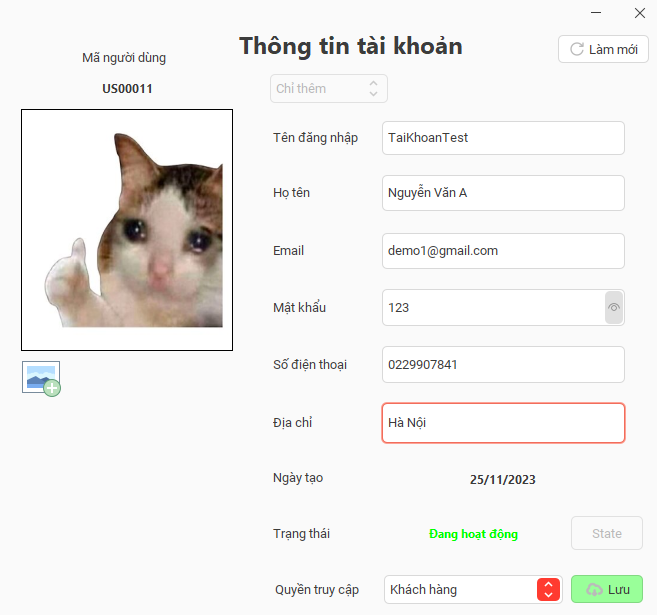 Thông tin tài khoản
Làm mới
Mã người dùng
US00011
Chỉ thêm
Tên đăng nhập TaiKhoanTest
Họ tên Nguyễn Văn A
Email demo1@gmail.com
Mật khẩu 123
Số điện thoại 0229907841
Địa chỉ Hà Nội
Ngày tạo 25/11/2023
Trạng thái Đang hoạt động State
Quyền truy cập Khách hàng Lưu